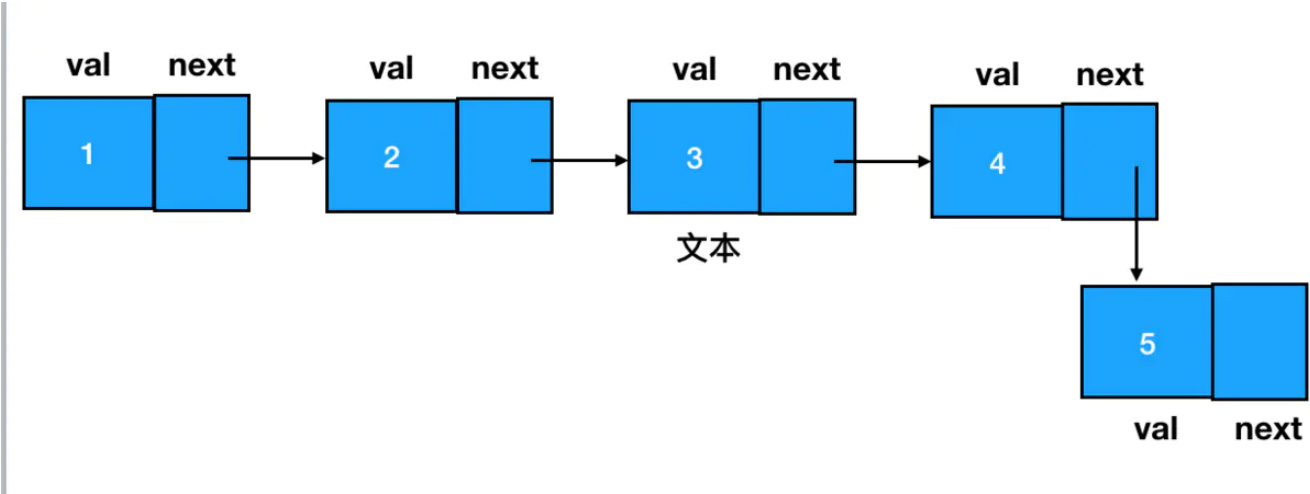 val next val next val next val next
1 2 3 4
文本
5
val next